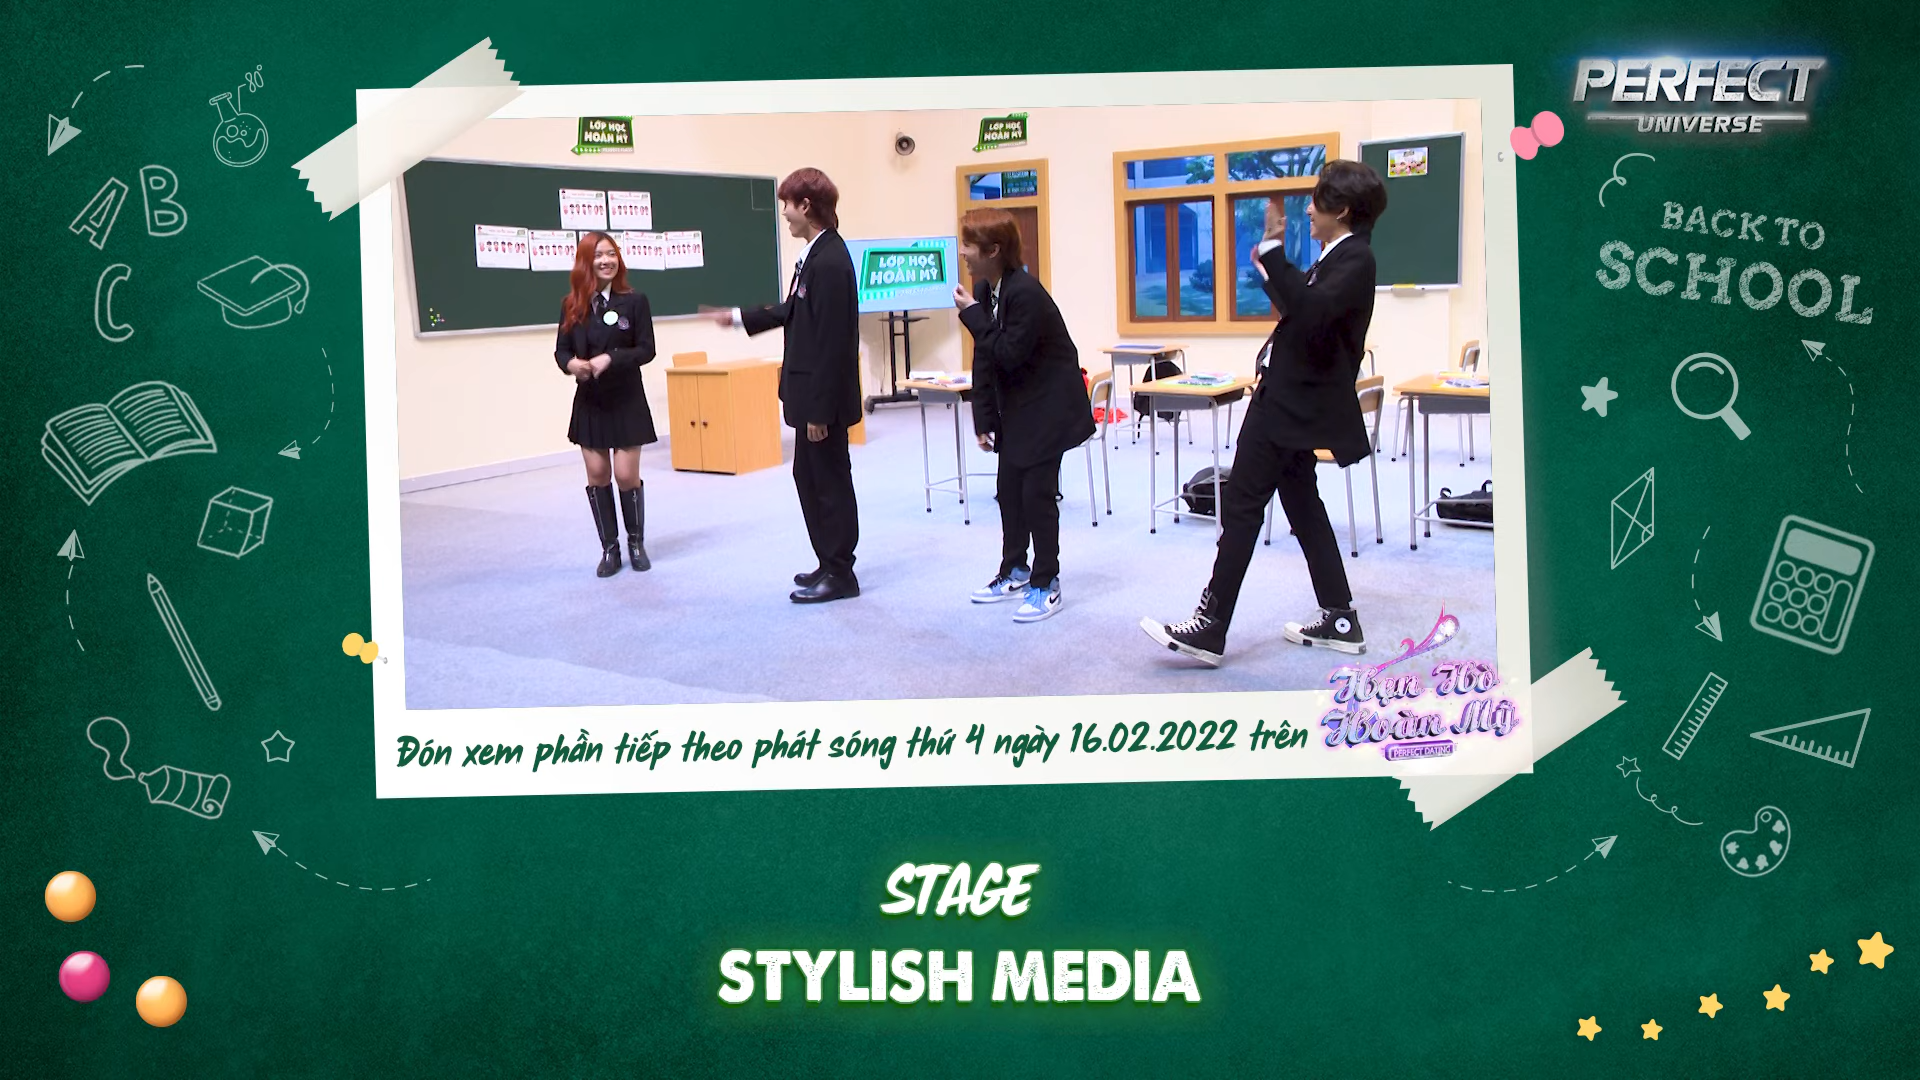 PERFECT
UNIVERSE
80°
A B
C
BACK TO
SCHOOL
LỚP HỌC
HOÀN MỸ
LỚP HỌC
HOÀN MỸ
LỚP HỌC
HOÀN MỸ
Đón xem phần tiếp theo phát sóng thứ 4 ngày 16.02.2022 trên
Hẹn Hò
Hoàn Mỹ
PERFECT DATING
STAGE
STYLISH MEDIA